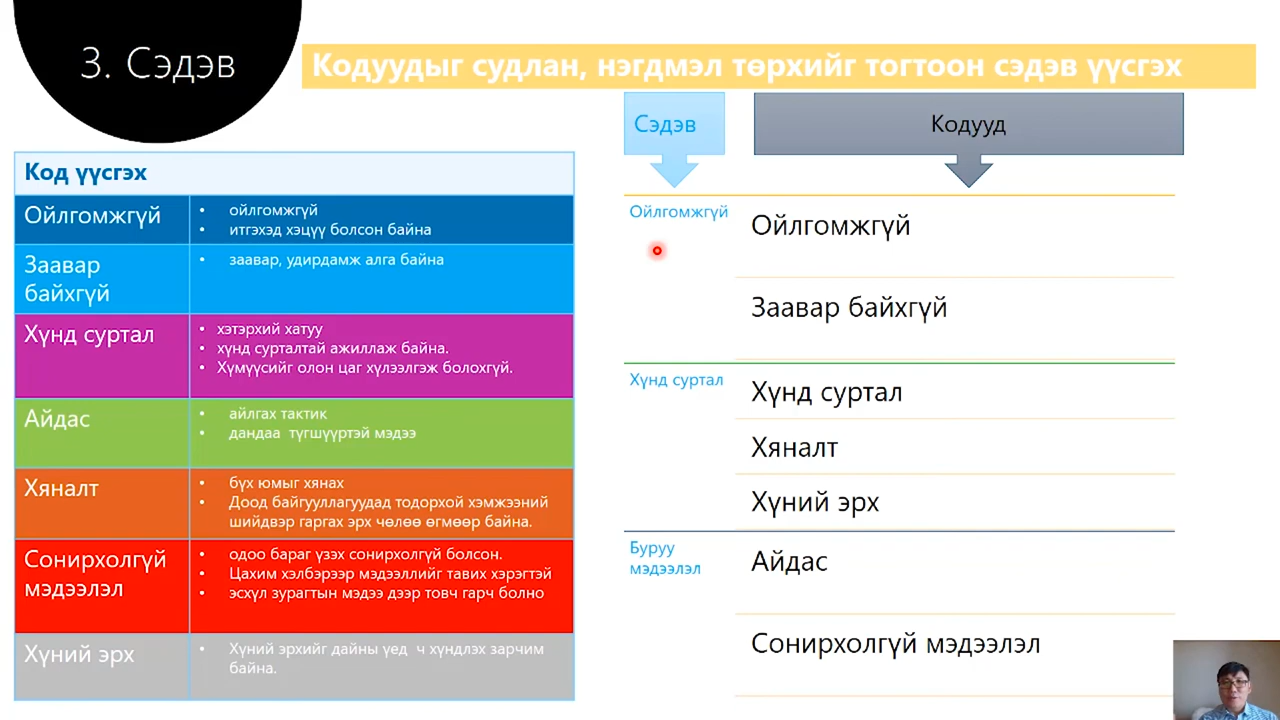 3. Сэдэв
Кодуудыг судлан, нэгдмэл төрхийг тогтоон сэдэв үүсгэх
Код үүсгэх
Ойлгомжгүй
• ойлгомжгүй
• итгэхэд хэцүү болсон байна
Заавар
байхгүй
• заавар, удирдамж алга байна
Хүнд суртал
• хэтэрхий хатуу
• хүнд сурталтай ажиллаж байна.
• Хүмүүсийг олон цаг хүлээлгэж болохгүй.
Айдас
• айлгах тактик
• дандаа түгшүүртэй мэдээ
Хяналт
• бүх юмыг хянах
• Доод байгууллагуудад тодорхой хэмжээний
шийдвэр гаргах эрх чөлөө өгмөөр байна.
Сонирхолгүй
мэдээлэл
• одоо бараг үзэх сонирхолгүй болсон.
• Цахим хэлбэрээр мэдээллийг тавих хэрэгтэй
• эсхүл зурагтын мэдээ дээр товч гарч болно
Хүний эрх
• Хүний эрхийг дайны үед ч хүндлэх зарчим
байна.
Сэдэв
Кодууд
Ойлгомжгүй
Ойлгомжгүй
Заавар байхгүй
Хүнд суртал
Хүнд суртал
Хяналт
Хүний эрх
Буруу
мэдээлэл
Айдас
Сонирхолгүй мэдээлэл